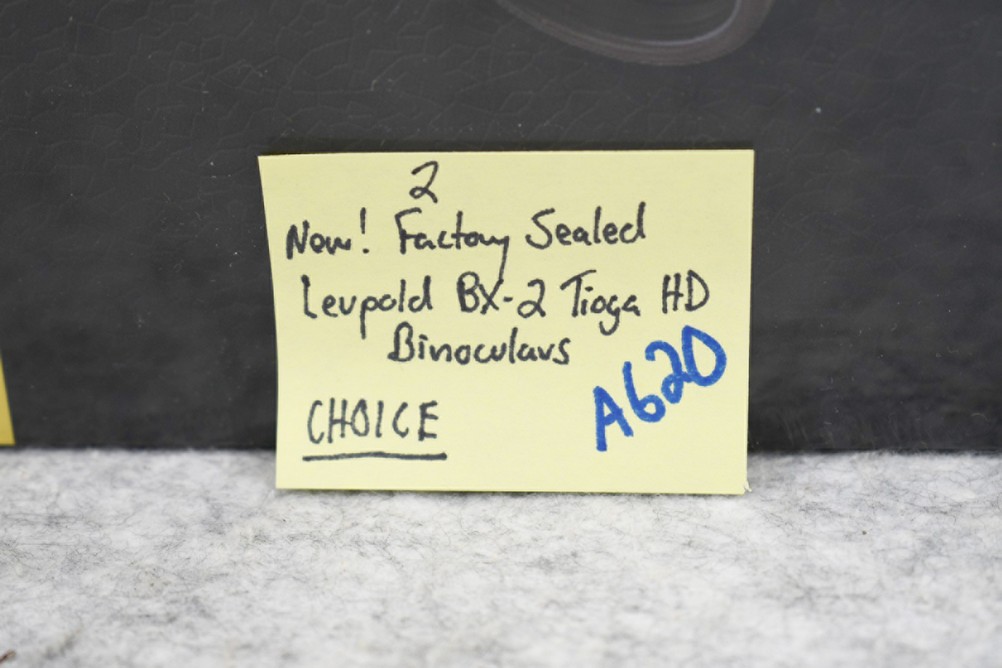 2
New! Factory Sealed
Leupold BX-2 Tioga HD
Binoculars
CHOICE
A620